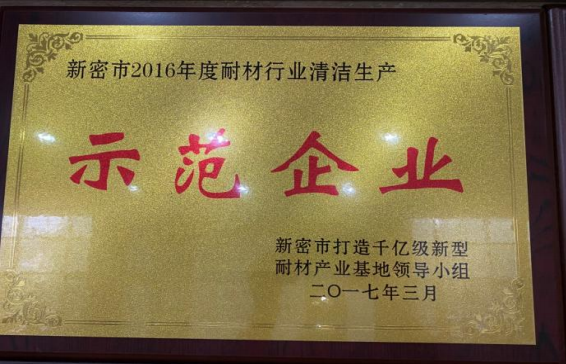 新密市2016年度耐材行业清洁生产
示范企业
新密市打造千亿级新型
耐材产业基地领导小组
二〇一七年三月